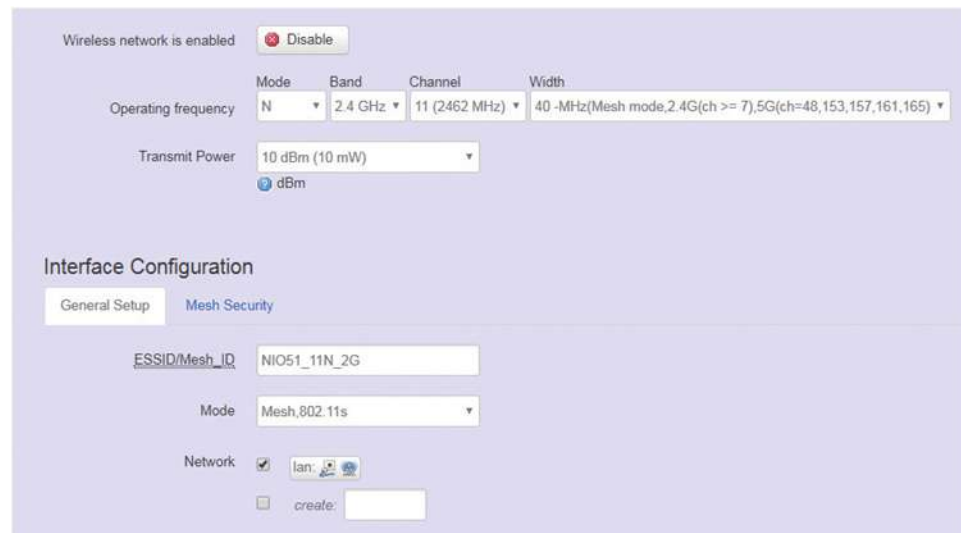 Wireless network is enabled Disable
Mode Band Channel Width
Operating frequency N 2.4 GHz 11 (2462 MHz) 40 -MHz(Mesh mode,2.4G(ch >= 7),5G(ch=48,153,157,161,165)
Transmit Power 10 dBm (10 mW)
dBm
Interface Configuration
General Setup Mesh Security
ESSID/Mesh_ID NIO51_11N_2G
Mode Mesh,802.11s
Network lan:
create: